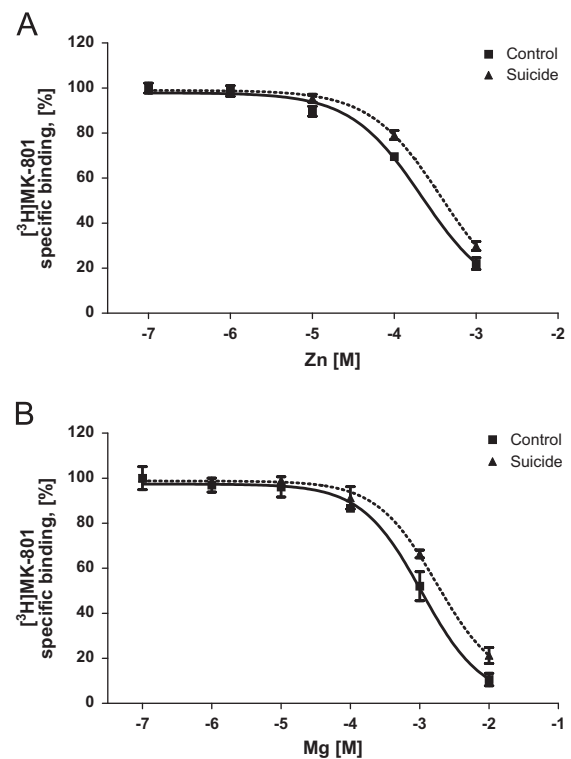 A
120
100
80
60
40
20
0
[³H]MK-801
specific binding, [%]
Control
Suicide
-7 -6 -5 -4 -3 -2
Zn [M]
B
120
100
80
60
40
20
0
[³H]MK-801
specific binding, [%]
Control
Suicide
-7 -6 -5 -4 -3 -2 -1
Mg [M]